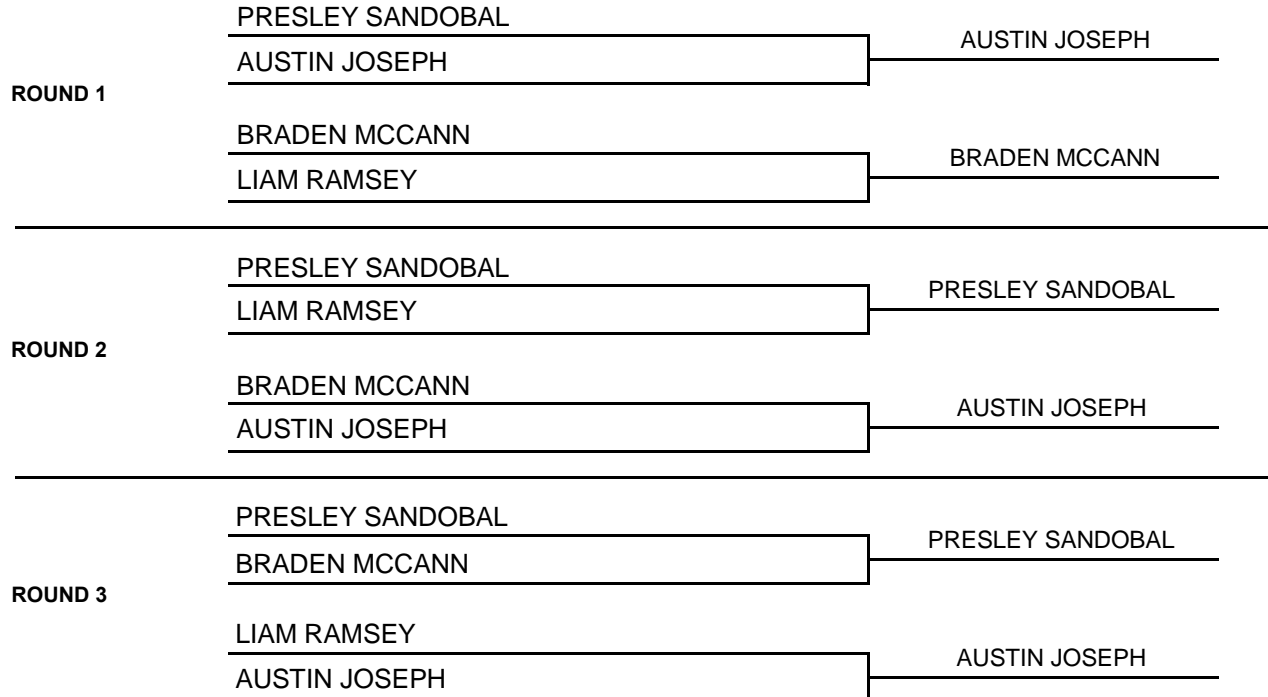 PRESLEY SANDOBAL
AUSTIN JOSEPH
AUSTIN JOSEPH
ROUND 1
BRADEN MCCANN
BRADEN MCCANN
LIAM RAMSEY
PRESLEY SANDOBAL
PRESLEY SANDOBAL
LIAM RAMSEY
ROUND 2
BRADEN MCCANN
AUSTIN JOSEPH
AUSTIN JOSEPH
PRESLEY SANDOBAL
PRESLEY SANDOBAL
BRADEN MCCANN
ROUND 3
LIAM RAMSEY
AUSTIN JOSEPH
AUSTIN JOSEPH